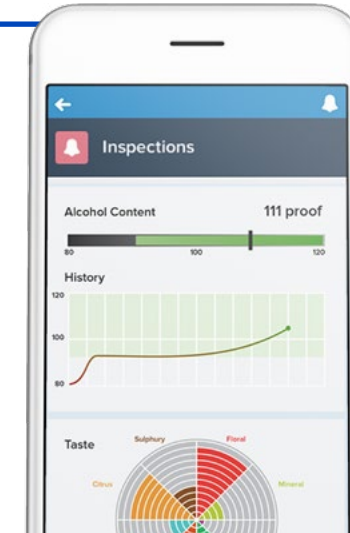 Inspections
Alcohol Content 111 proof
80 100 120
History
120
100
80
Taste
Sulphury Floral
Citrus Mineral